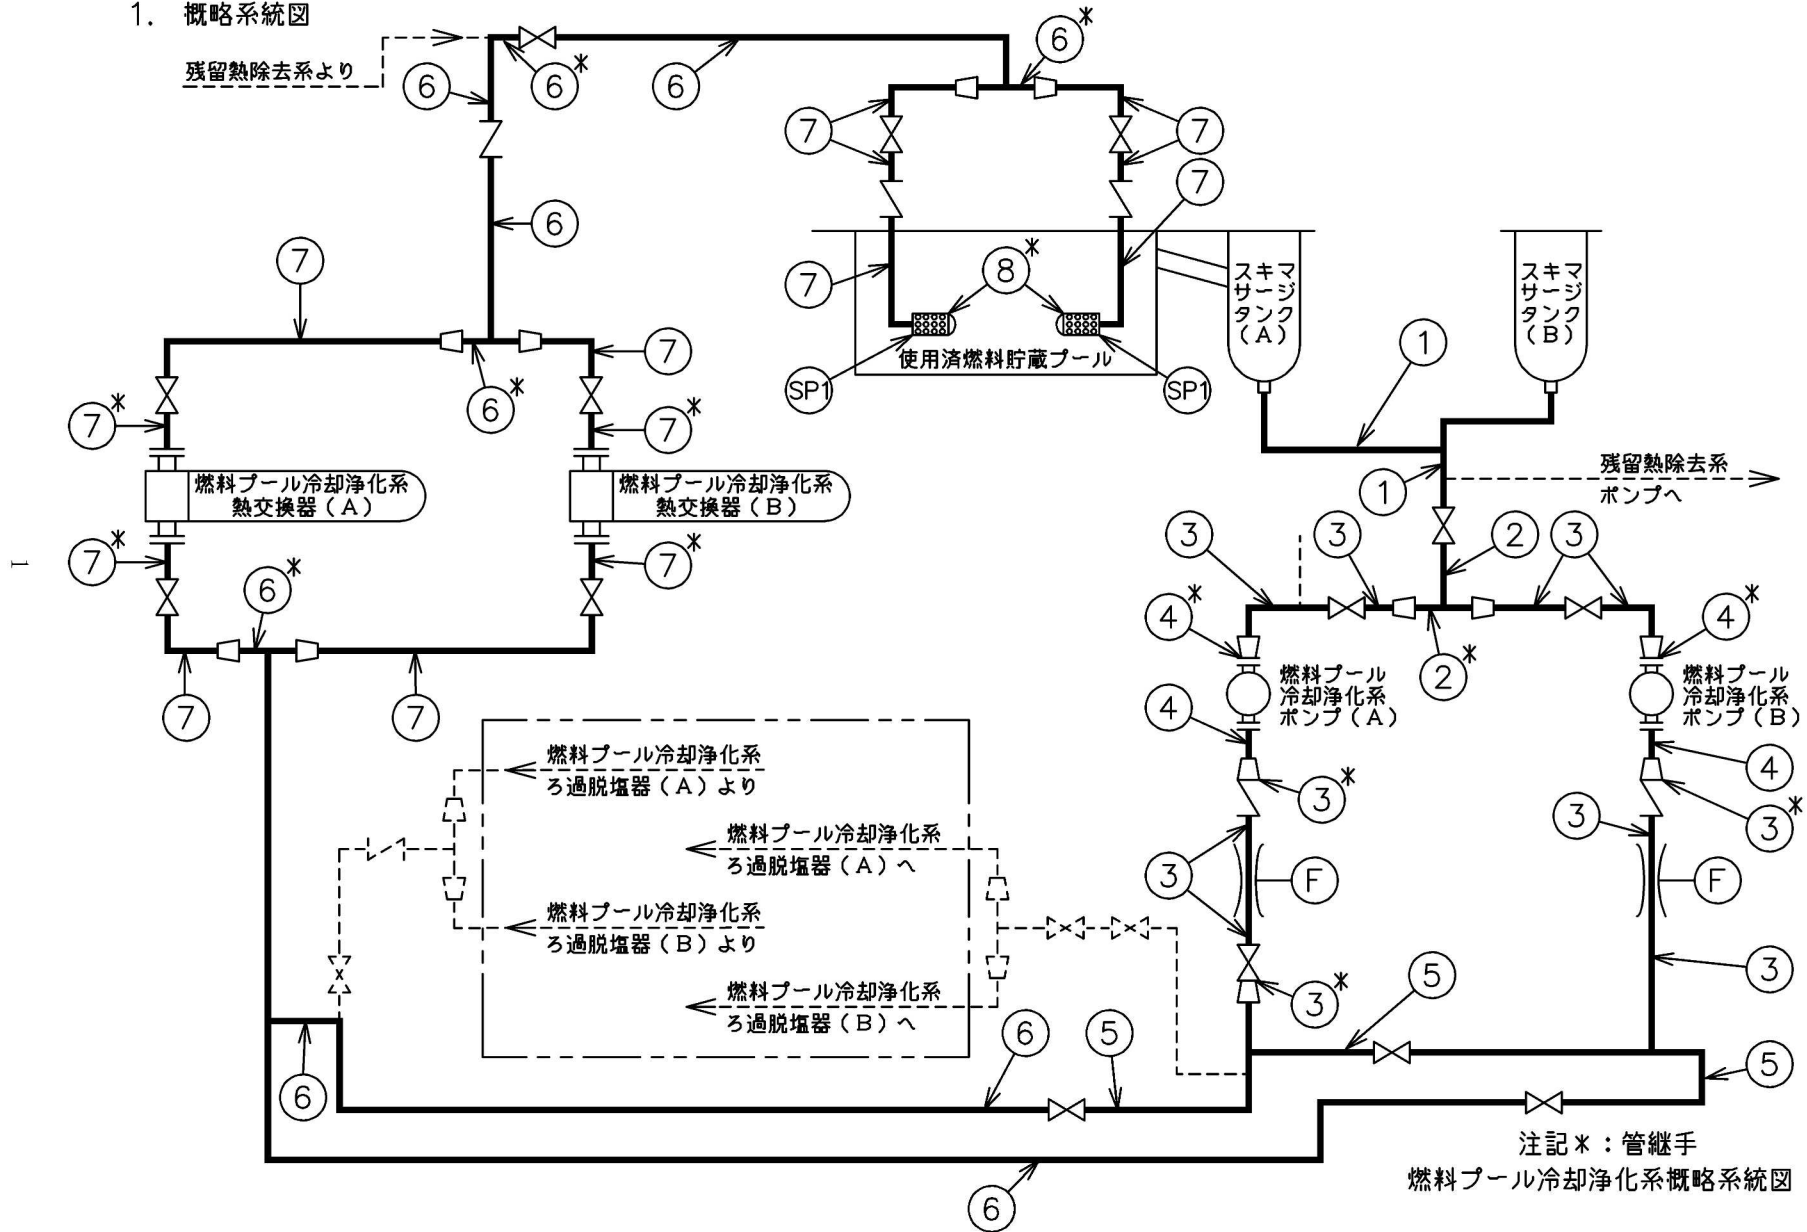 1. 概略系統図
残留熱除去系より
6
6*
6
6*
7
7
7
6
7
7
8*
使用済燃料貯蔵プール
SP1
SP1
スキマ
サージ
タンク
(A)
スキマ
サージ
タンク
(B)
1
1
残留熱除去系
ポンプへ
7
7
6*
7*
7*
燃料プール冷却浄化系
熱交換器(A)
燃料プール冷却浄化系
熱交換器(B)
7*
7*
6*
7
7
3
3
2
3
4*
2*
4*
燃料プール
冷却浄化系
ポンプ(A)
燃料プール
冷却浄化系
ポンプ(B)
4
4
3*
3
3*
3
F
F
3*
3
5
5
燃料プール冷却浄化系
ろ過脱塩器(A)より
燃料プール冷却浄化系
ろ過脱塩器(A)へ
燃料プール冷却浄化系
ろ過脱塩器(B)より
燃料プール冷却浄化系
ろ過脱塩器(B)へ
6
6
5
6
注記*:管継手
燃料プール冷却浄化系概略系統図
1